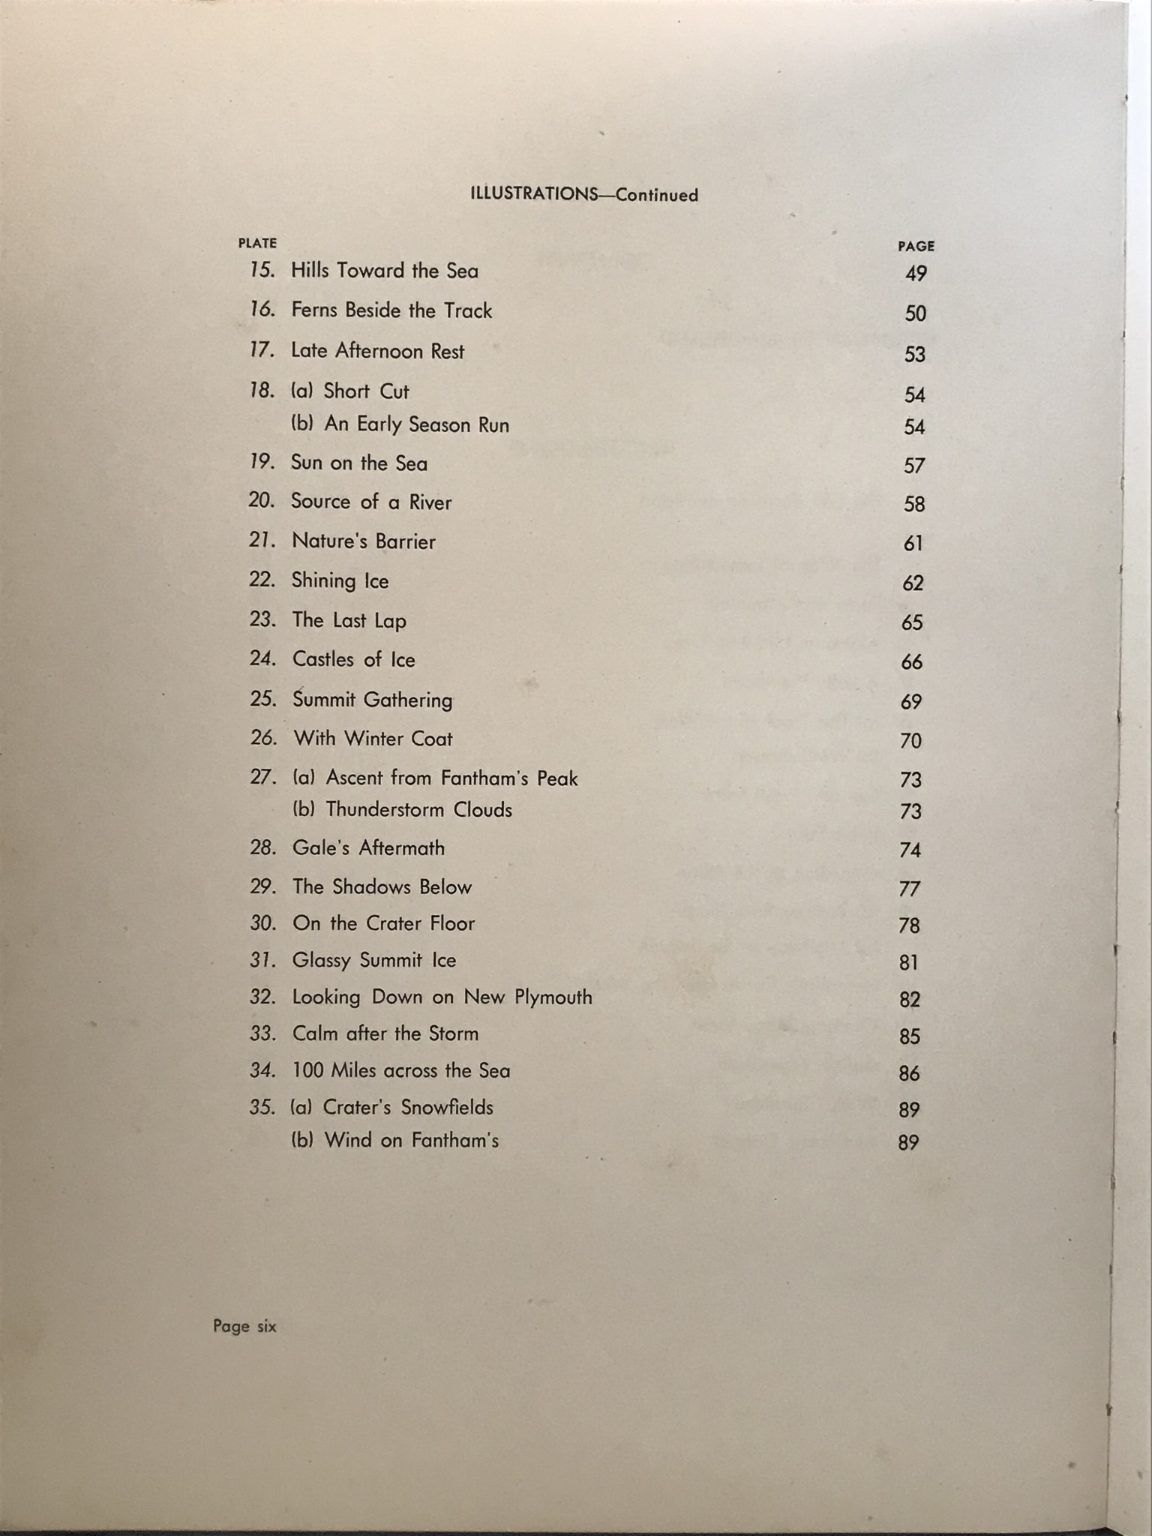 ILLUSTRATIONS—Continued
PLATE PAGE
15. Hills Toward the Sea 49
16. Ferns Beside the Track 50
17. Late Afternoon Rest 53
18. (a) Short Cut 54
(b) An Early Season Run 54
19. Sun on the Sea 57
20. Source of a River 58
21. Nature's Barrier 61
22. Shining Ice 62
23. The Last Lap 65
24. Castles of Ice 66
25. Summit Gathering 69
26. With Winter Coat 70
27. (a) Ascent from Fantham's Peak 73
(b) Thunderstorm Clouds 73
28. Gale's Aftermath 74
29. The Shadows Below 77
30. On the Crater Floor 78
31. Glassy Summit Ice 81
32. Looking Down on New Plymouth 82
33. Calm after the Storm 85
34. 100 Miles across the Sea 86
35. (a) Crater's Snowfields 89
(b) Wind on Fantham's 89
Page six